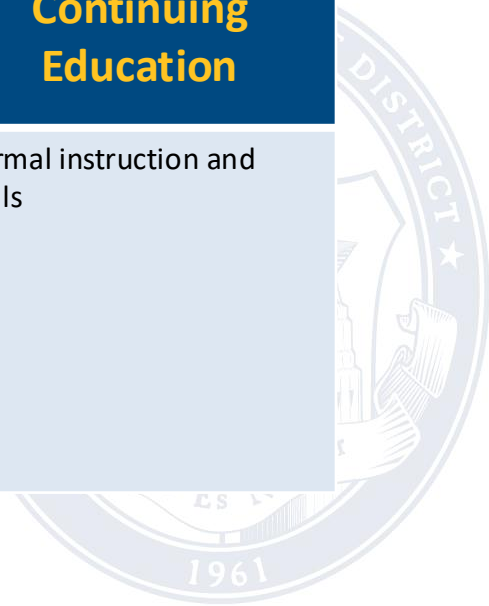 Continuing
Education
rmal instruction and
ls
DISTRICT ★
1961